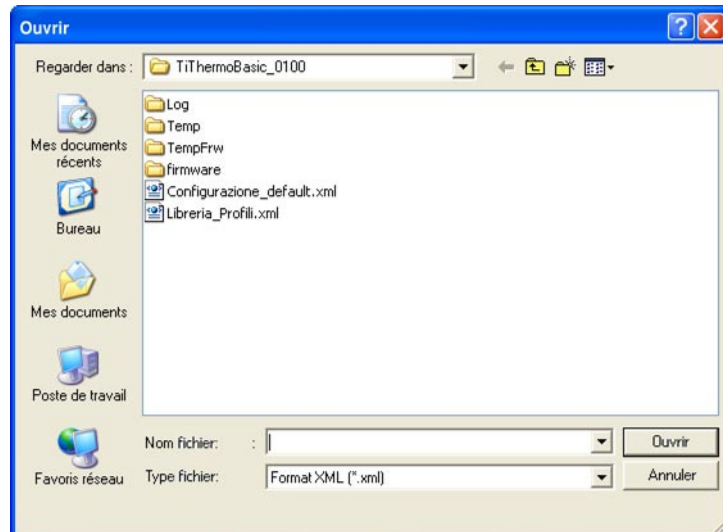 Ouvrir
Regarder dans :
TiThermoBasic_0100
Log
Temp
TempFrw
firmware
Configurazione_default.xml
Libreria_Profili.xml
Mes documents
récents
Bureau
Mes documents
Poste de travail
Favoris réseau
Nom fichier: :
Ouvrir
Type fichier:
Format XML (*.xml)
Annuler